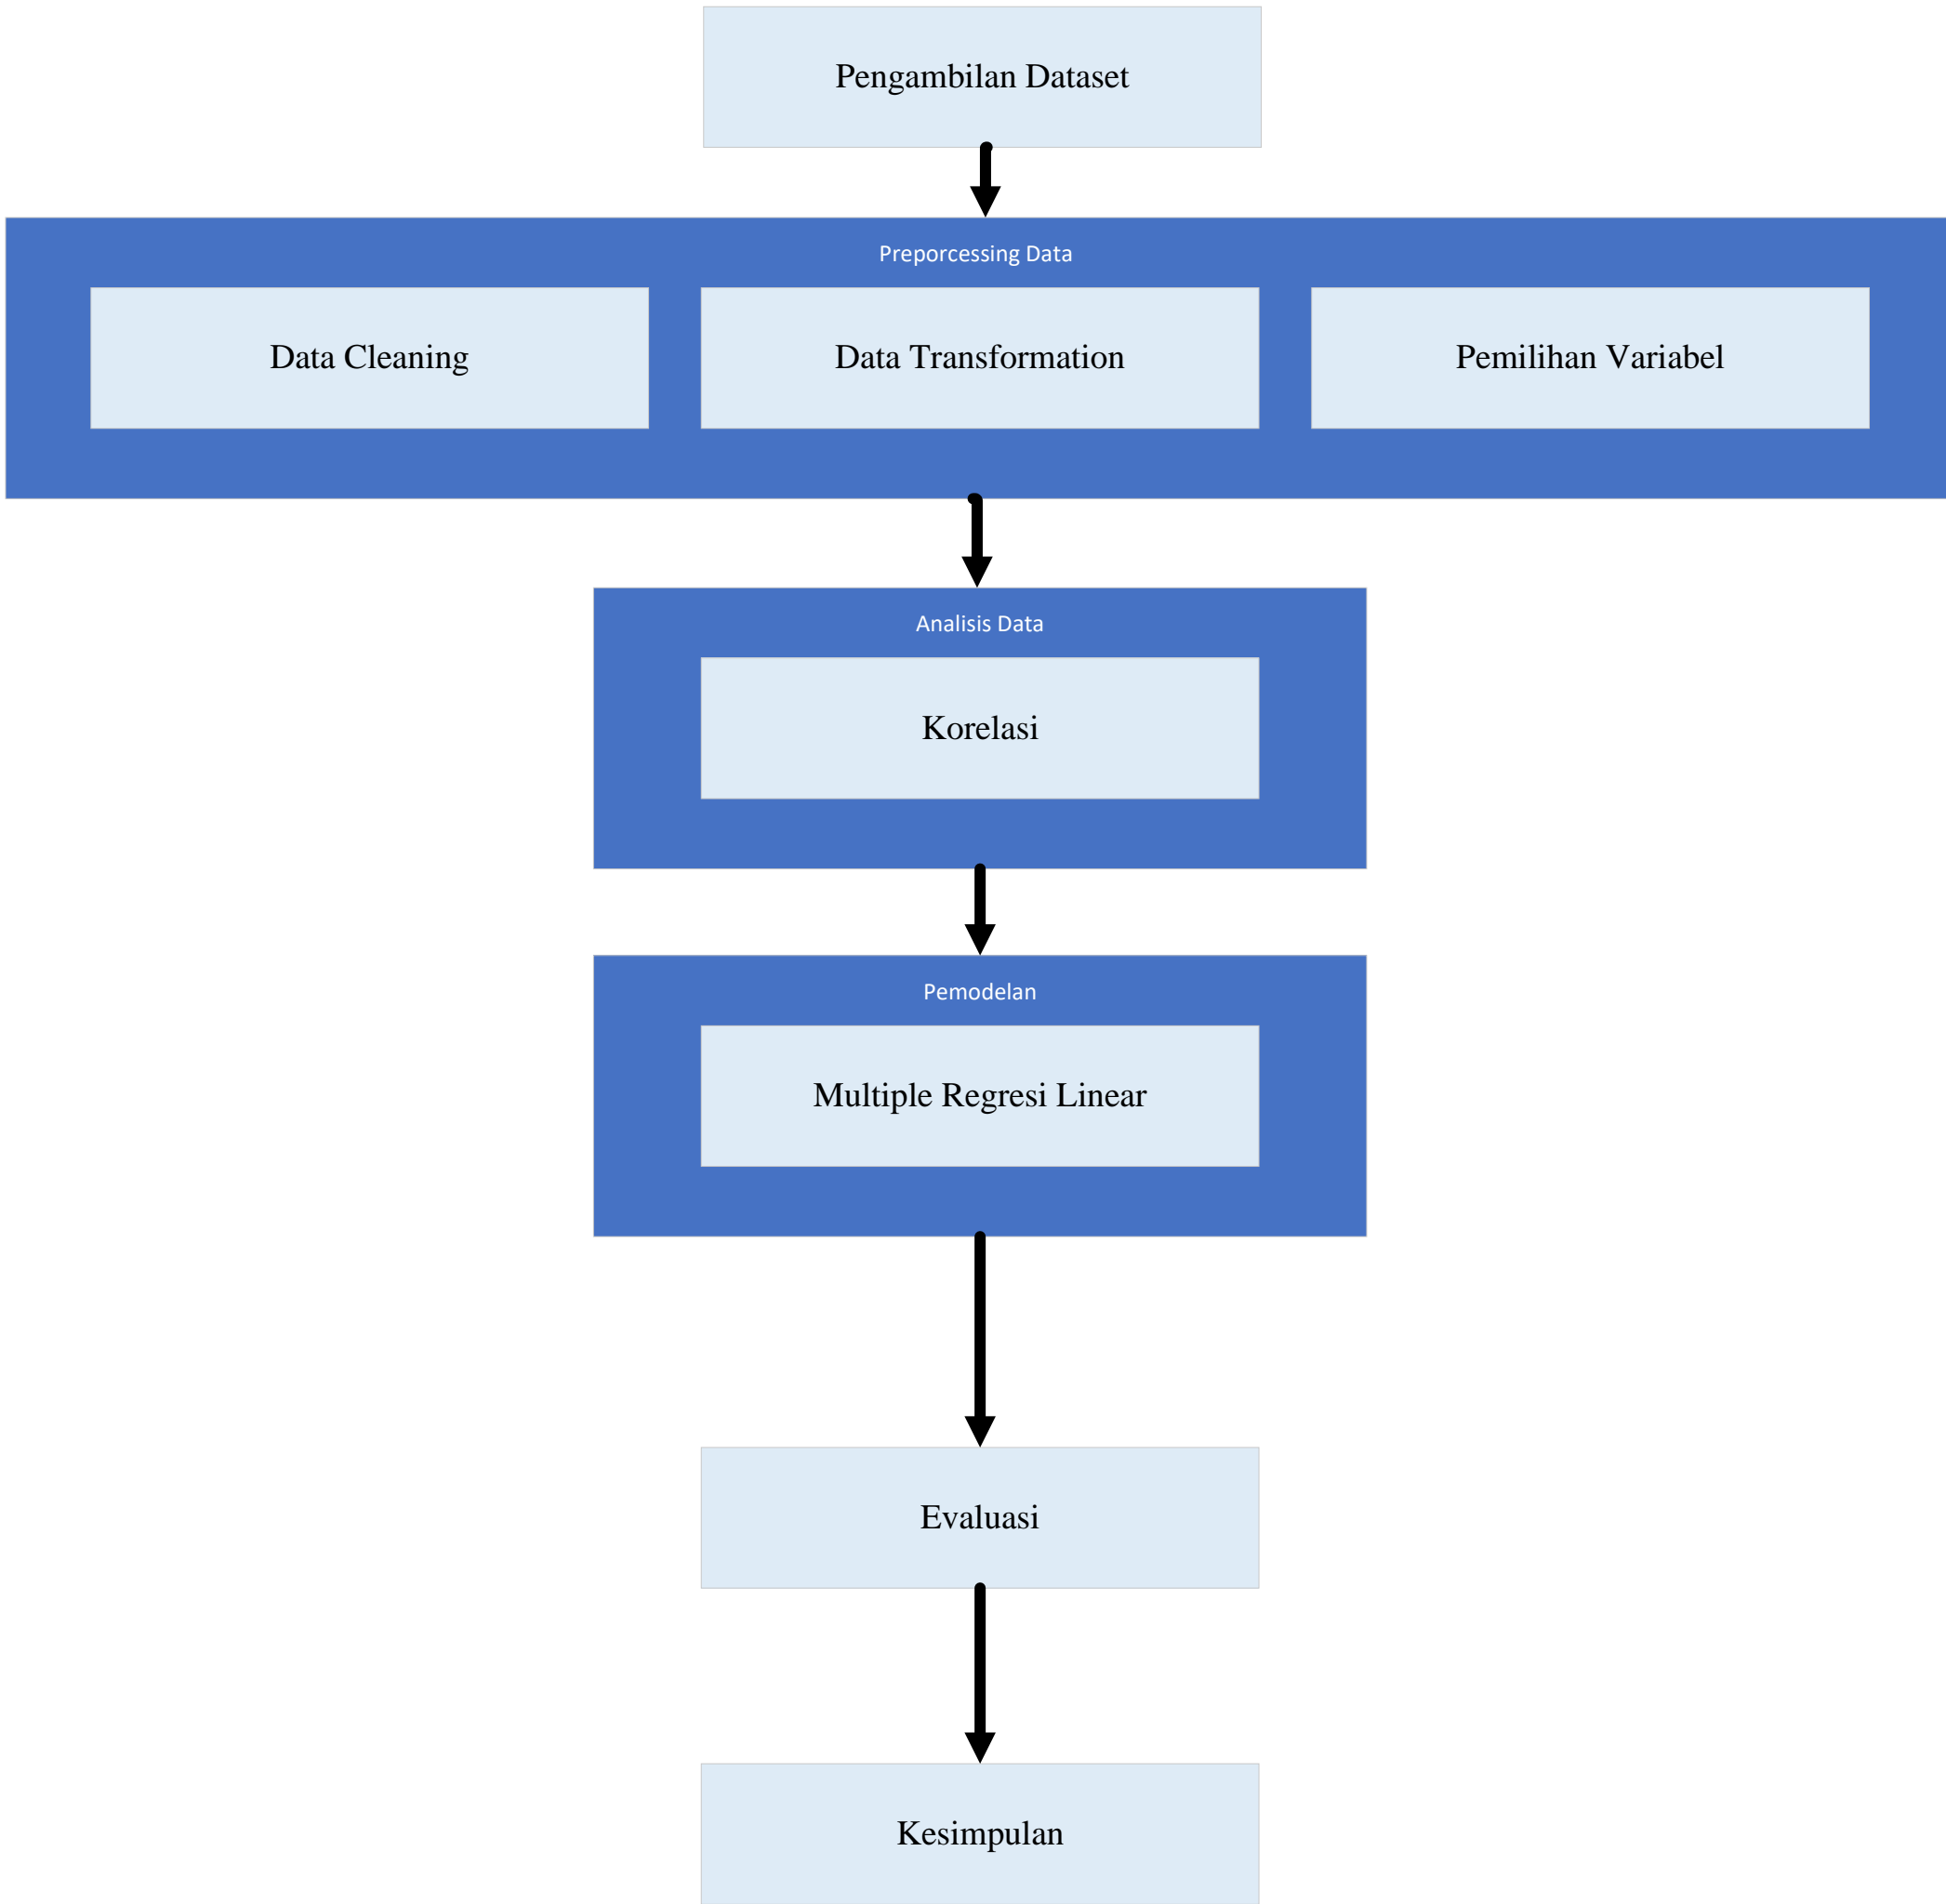 Pengambilan Dataset
Preporcessing Data
Data Cleaning
Data Transformation
Pemilihan Variabel
Analisis Data
Korelasi
Pemodelan
Multiple Regresi Linear
Evaluasi
Kesimpulan